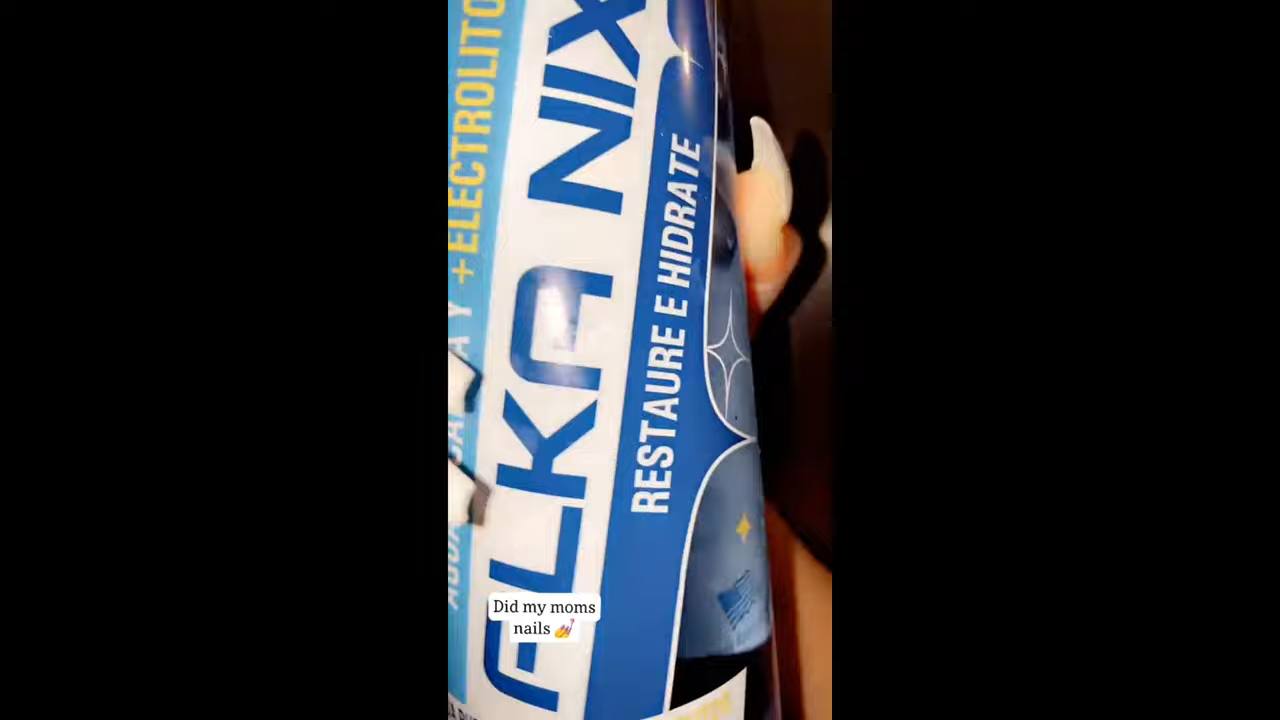 +ELECTROLITO
ALKA NIX
RESTAURE E HIDRATE
Did my moms
nails 💅